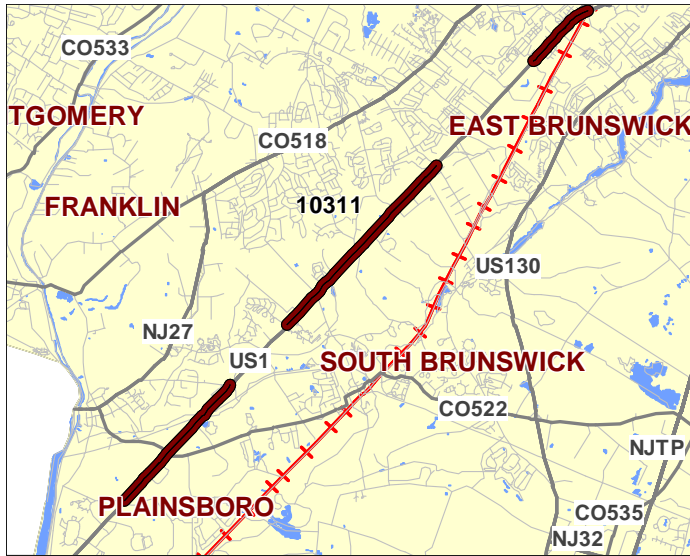 CO533
TGOMERY
EAST BRUNSWICK
CO518
FRANKLIN
10311
US130
NJ27
US1
SOUTH BRUNSWICK
CO522
NJTP
PLAINSBORO
CO535
NJ32